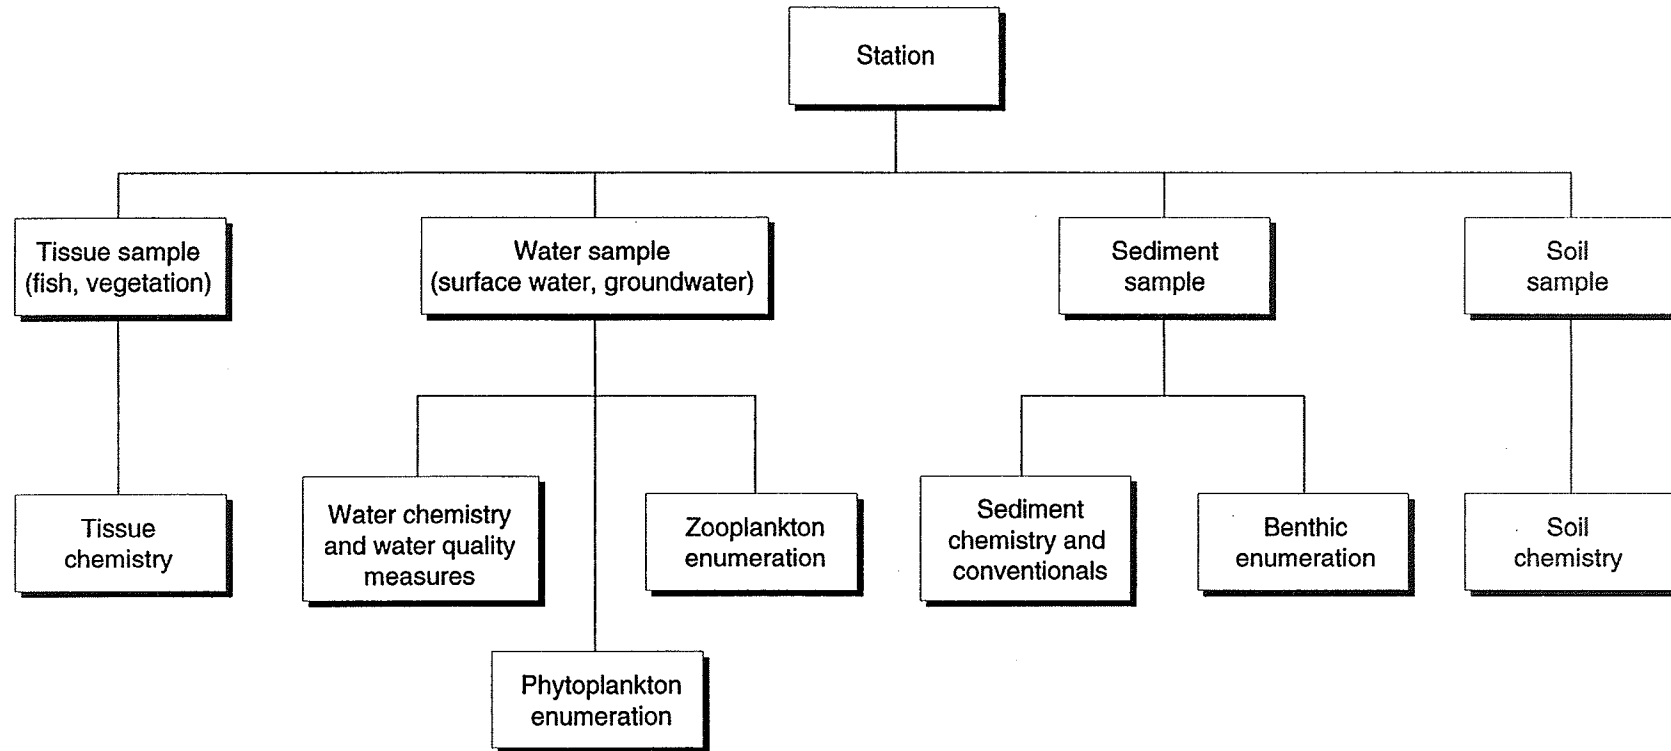 Station
Tissue sample
(fish, vegetation)
Water sample
(surface water, groundwater)
Sediment
sample
Soil
sample
Tissue
chemistry
Water chemistry
and water quality
measures
Zooplankton
enumeration
Sediment
chemistry and
conventionals
Benthic
enumeration
Soil
chemistry
Phytoplankton
enumeration